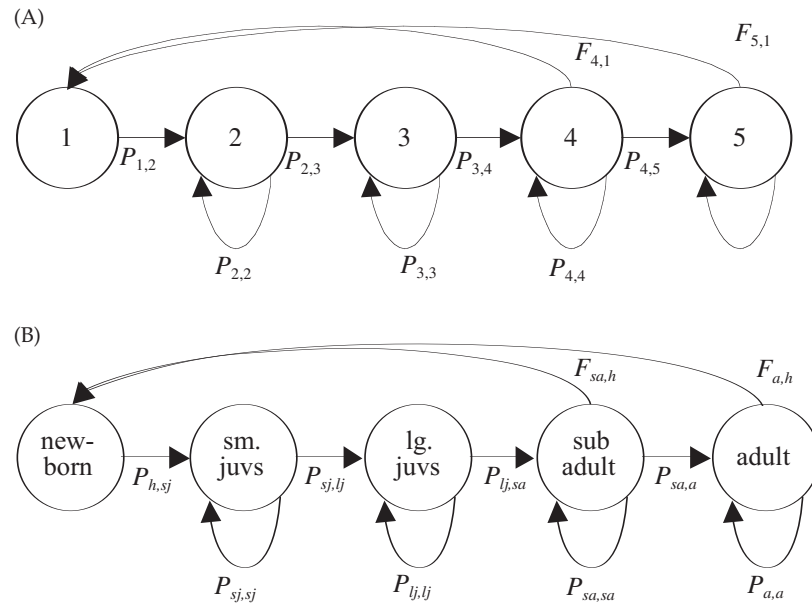 (A)
F4,1
F5,1
1
2
3
4
5
P1,2
P2,3
P3,4
P4,5
P2,2
P3,3
P4,4
(B)
Fsa,h
Fa,h
new-
born
sm.
juvs
lg.
juvs
sub
adult
adult
Ph,sj
Psj,lj
Plj,sa
Psa,a
Psj,sj
Plj,lj
Psa,sa
Pa,a